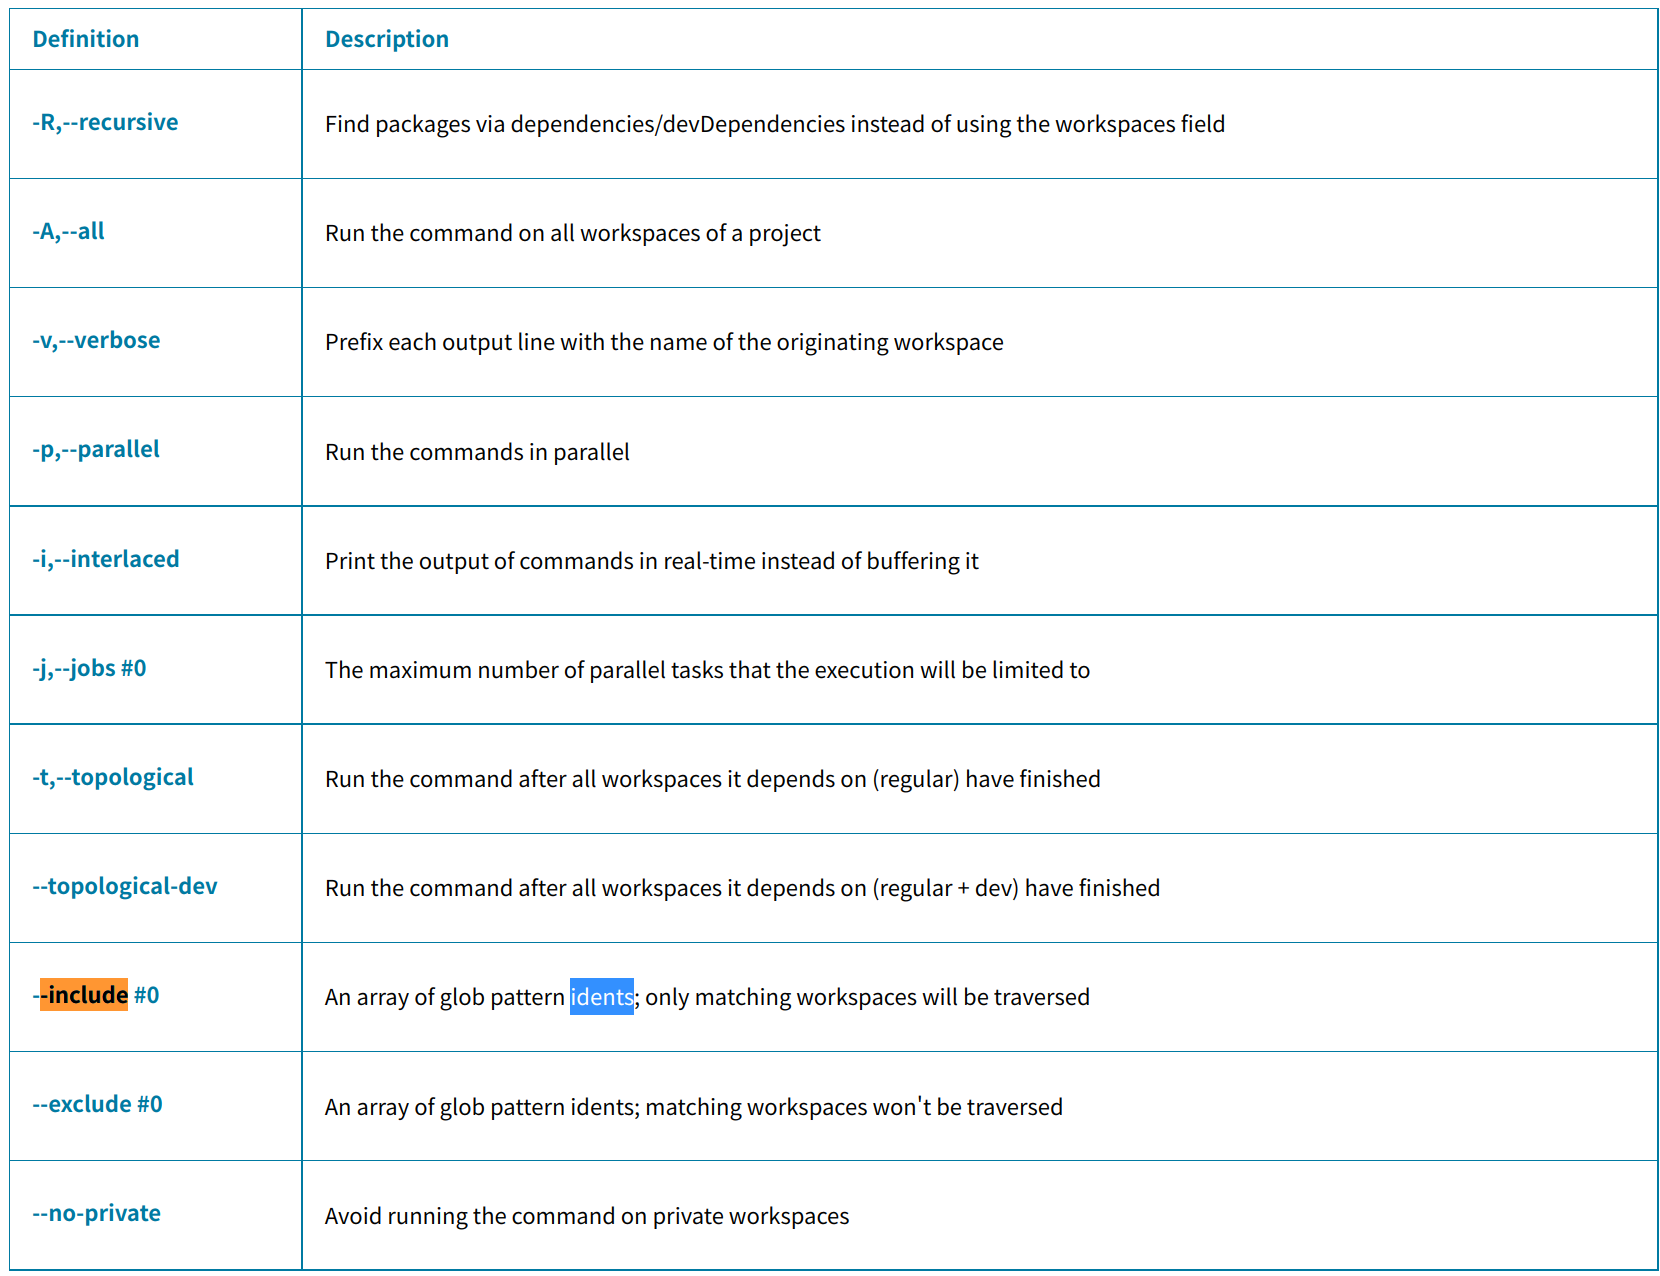 Definition
Description
-R,--recursive
Find packages via dependencies/devDependencies instead of using the workspaces field
-A,--all
Run the command on all workspaces of a project
-v,--verbose
Prefix each output line with the name of the originating workspace
-p,--parallel
Run the commands in parallel
-i,--interlaced
Print the output of commands in real-time instead of buffering it
-j,--jobs #0
The maximum number of parallel tasks that the execution will be limited to
-t,--topological
Run the command after all workspaces it depends on (regular) have finished
--topological-dev
Run the command after all workspaces it depends on (regular + dev) have finished
--include #0
An array of glob pattern idents; only matching workspaces will be traversed
--exclude #0
An array of glob pattern idents; matching workspaces won't be traversed
--no-private
Avoid running the command on private workspaces